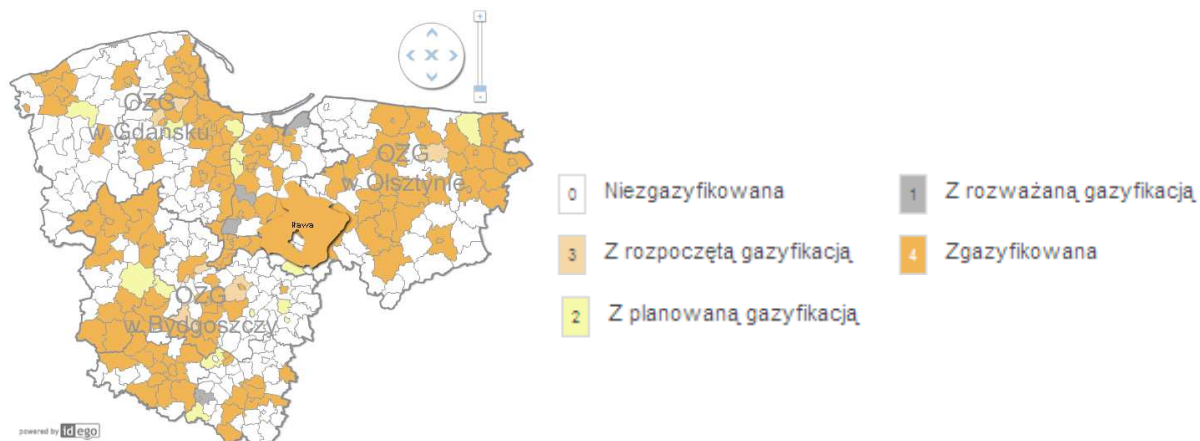 +
-
OZG
w Gdańsku
OZG
w Olsztynie
Iława
OZG
w Bydgoszczy
powered by idego
0 Niezgazyfikowana
1 Z rozważaną gazyfikacją
3 Z rozpoczętą gazyfikacją
4 Zgazyfikowana
2 Z planowaną gazyfikacją